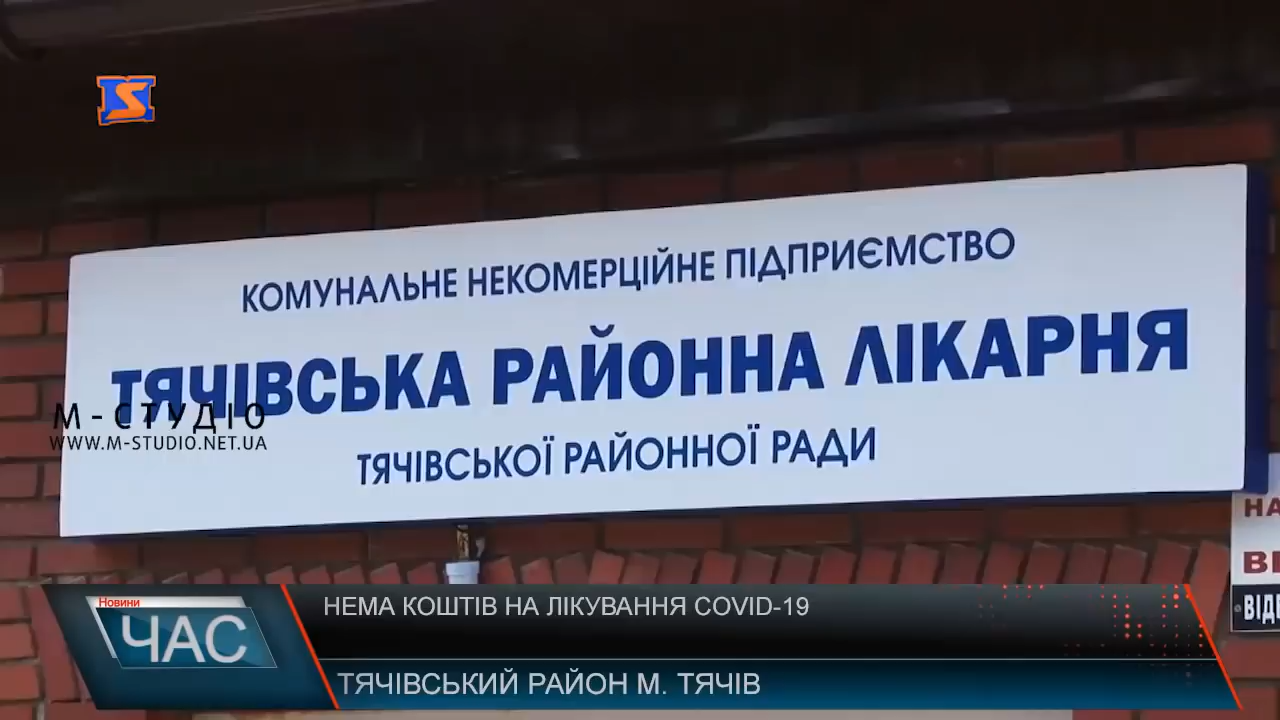 КОМУНАЛЬНЕ НЕКОМЕРЦІЙНЕ ПІДПРИЄМСТВО
ТЯЧІВСЬКА РАЙОННА ЛІКАРНЯ
ТЯЧІВСЬКОЇ РАЙОННОЇ РАДИ
М-СТУДІО
WWW.M-STUDIO.NET.UA
Новини
ЧАС
НЕМА КОШТІВ НА ЛІКУВАННЯ COVID-19
ТЯЧІВСЬКИЙ РАЙОН М. ТЯЧІВ